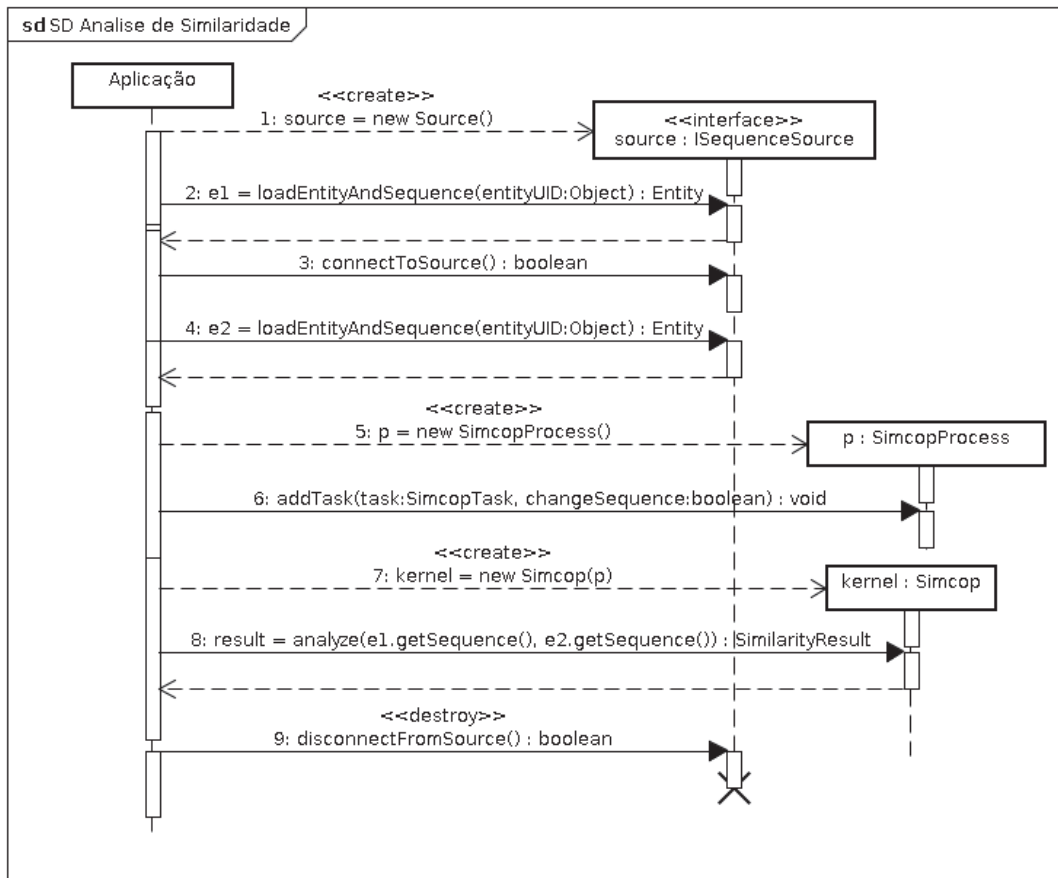 sd SD Analise de Similaridade
Aplicação
<<create>>
1: source = new Source()
<<interface>>
source : ISequenceSource
2: e1 = loadEntityAndSequence(entityUID:Object) : Entity
3: connectToSource() : boolean
4: e2 = loadEntityAndSequence(entityUID:Object) : Entity
<<create>>
5: p = new SimcopProcess()
p : SimcopProcess
6: addTask(task:SimcopTask, changeSequence:boolean) : void
<<create>>
7: kernel = new Simcop(p)
kernel : Simcop
8: result = analyze(e1.getSequence(), e2.getSequence()) : SimilarityResult
<<destroy>>
9: disconnectFromSource() : boolean